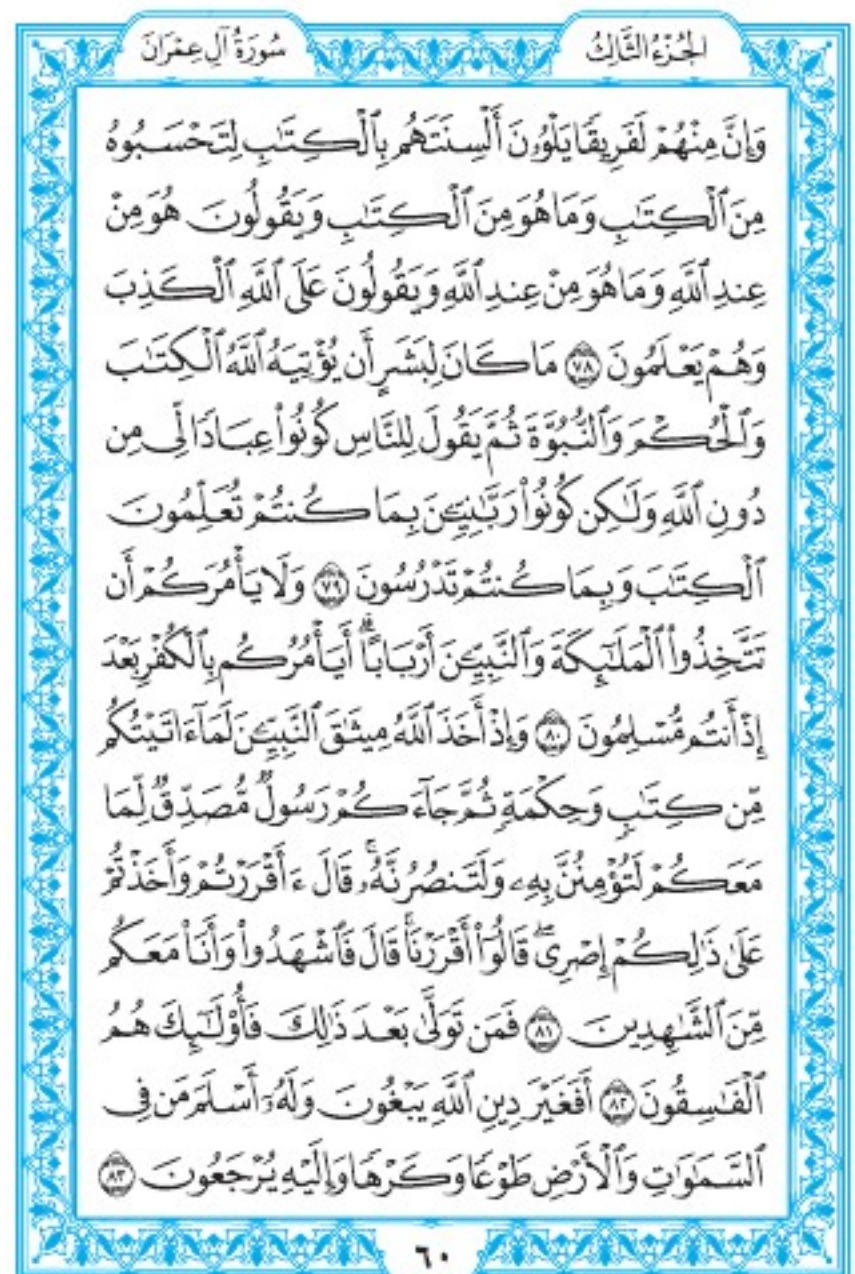 سُورَةُ آلِ عِمْرَانَ
الجُزْءُ الثَّالِثُ
وَإِنَّ مِنْهُمْ لَفَرِيقًا يَلْوُۥنَ أَلْسِنَتَهُم بِٱلْكِتَٰبِ لِتَحْسَبُوهُ
مِنَ ٱلْكِتَٰبِ وَمَا هُوَ مِنَ ٱلْكِتَٰبِ وَيَقُولُونَ هُوَ مِنْ
عِندِ ٱللَّهِ وَمَا هُوَ مِنْ عِندِ ٱللَّهِ وَيَقُولُونَ عَلَى ٱللَّهِ ٱلْكَذِبَ
وَهُمْ يَعْلَمُونَ ٧٨ مَا كَانَ لِبَشَرٍ أَن يُؤْتِيَهُ ٱللَّهُ ٱلْكِتَٰبَ
وَٱلْحُكْمَ وَٱلنُّبُوَّةَ ثُمَّ يَقُولَ لِلنَّاسِ كُونُوا۟ عِبَادًا لِّى مِن
دُونِ ٱللَّهِ وَلَٰكِن كُونُوا۟ رَبَّٰنِيِّۦنَ بِمَا كُنتُمْ تُعَلِّمُونَ
ٱلْكِتَٰبَ وَبِمَا كُنتُمْ تَدْرُسُونَ ٧٩ وَلَا يَأْمُرَكُمْ أَن
تَتَّخِذُوا۟ ٱلْمَلَٰٓئِكَةَ وَٱلنَّبِيِّۦنَ أَرْبَابًا ۗ أَيَأْمُرُكُم بِٱلْكُفْرِ بَعْدَ
إِذْ أَنتُم مُّسْلِمُونَ ٨٠ وَإِذْ أَخَذَ ٱللَّهُ مِيثَٰقَ ٱلنَّبِيِّۦنَ لَمَآ ءَاتَيْتُكُم
مِّن كِتَٰبٍ وَحِكْمَةٍ ثُمَّ جَآءَكُمْ رَسُولٌ مُّصَدِّقٌ لِّمَا
مَعَكُمْ لَتُؤْمِنُنَّ بِهِۦ وَلَتَنصُرُنَّهُۥ ۚ قَالَ ءَأَقْرَرْتُمْ وَأَخَذْتُمْ
عَلَىٰ ذَٰلِكُمْ إِصْرِى ۖ قَالُوٓا۟ أَقْرَرْنَا ۚ قَالَ فَٱشْهَدُوا۟ وَأَنَا۠ مَعَكُم
مِّنَ ٱلشَّٰهِدِينَ ٨١ فَمَن تَوَلَّىٰ بَعْدَ ذَٰلِكَ فَأُو۟لَٰٓئِكَ هُمُ
ٱلْفَٰسِقُونَ ٨٢ أَفَغَيْرَ دِينِ ٱللَّهِ يَبْغُونَ وَلَهُۥٓ أَسْلَمَ مَن فِى
ٱلسَّمَٰوَٰتِ وَٱلْأَرْضِ طَوْعًا وَكَرْهًا وَإِلَيْهِ يُرْجَعُونَ ٨٣
٦٠